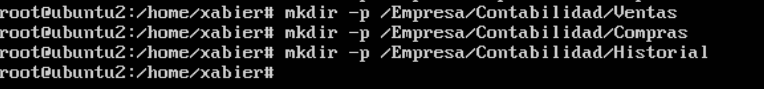 root@ubuntu2:/home/xabier# mkdir -p /Empresa/Contabilidad/Ventas
root@ubuntu2:/home/xabier# mkdir -p /Empresa/Contabilidad/Compras
root@ubuntu2:/home/xabier# mkdir -p /Empresa/Contabilidad/Historial
root@ubuntu2:/home/xabier#